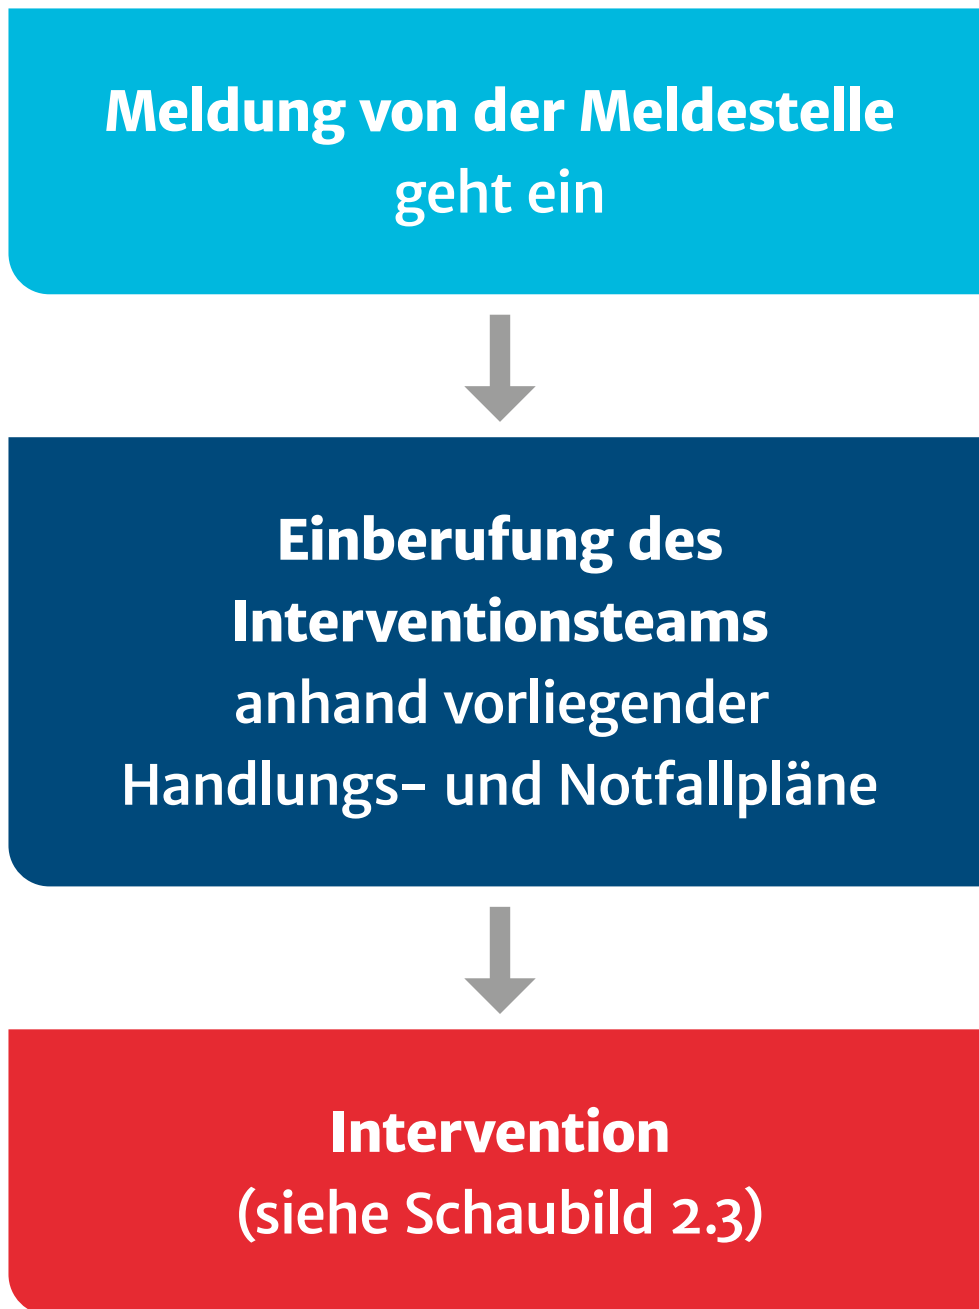 Meldung von der Meldestelle
geht ein
Einberufung des
Interventionsteams
anhand vorliegender
Handlungs- und Notfallpläne
Intervention
(siehe Schaubild 2.3)